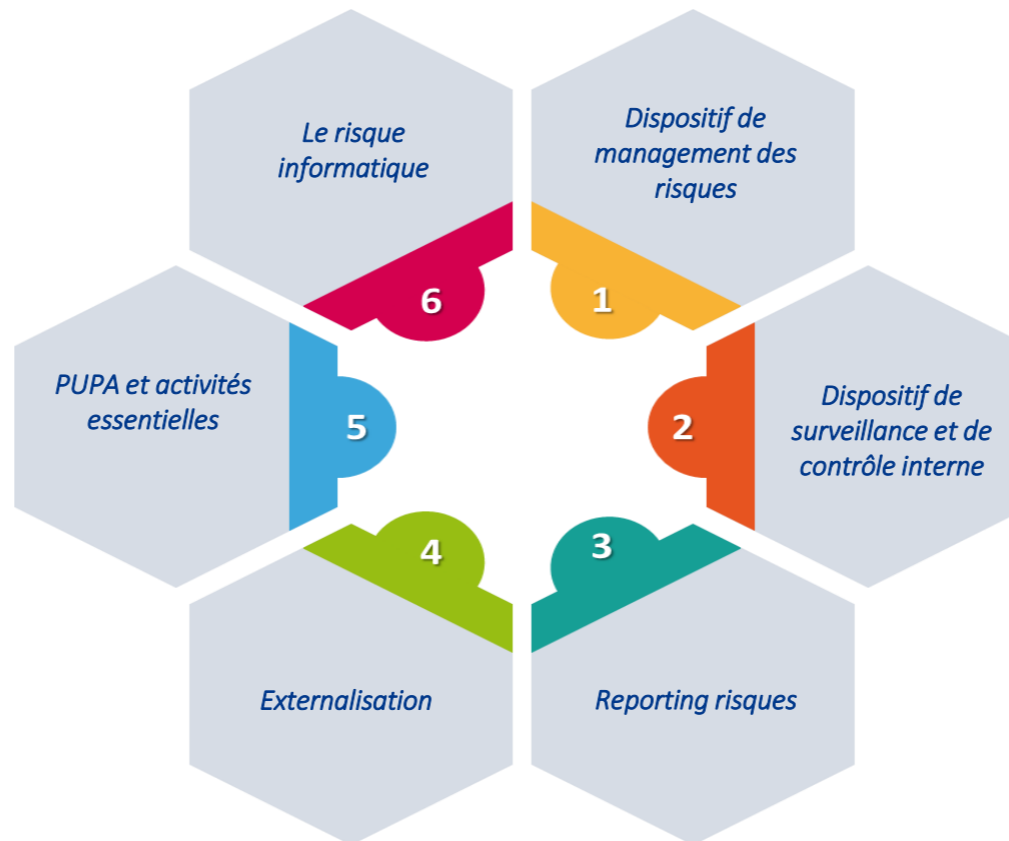 Le risque
informatique
6
Dispositif de
management des
risques
1
Dispositif de
surveillance et de
contrôle interne
2
Reporting risques
3
Externalisation
4
PUPA et activités
essentielles
5